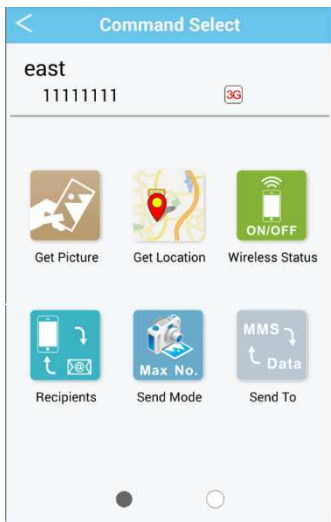 Command Select
east
11111111 3G
ON/OFF
Get Picture Get Location Wireless Status
MMS
Data
Max No.
Recipients Send Mode Send To